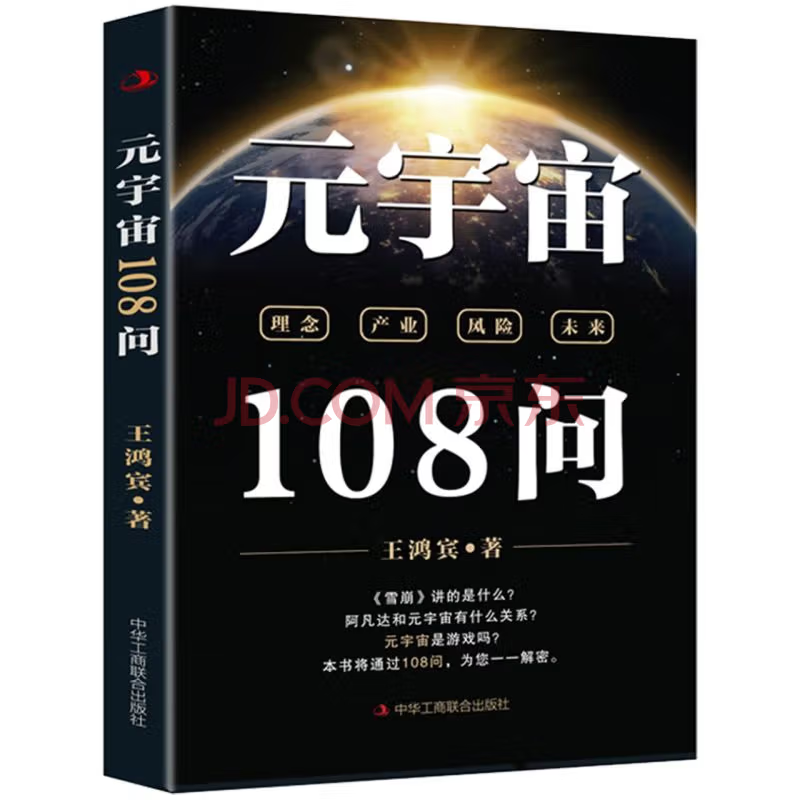 元宇宙108问
王鸿宾·著
中华工商联合出版社
元宇宙
理念 产业 风险 未来
JD.COM 京东
108问
王鸿宾·著
《雪崩》讲的是什么?
阿凡达和元宇宙有什么关系?
元宇宙是游戏吗?
本书将通过108问，为您一一解密。
中华工商联合出版社